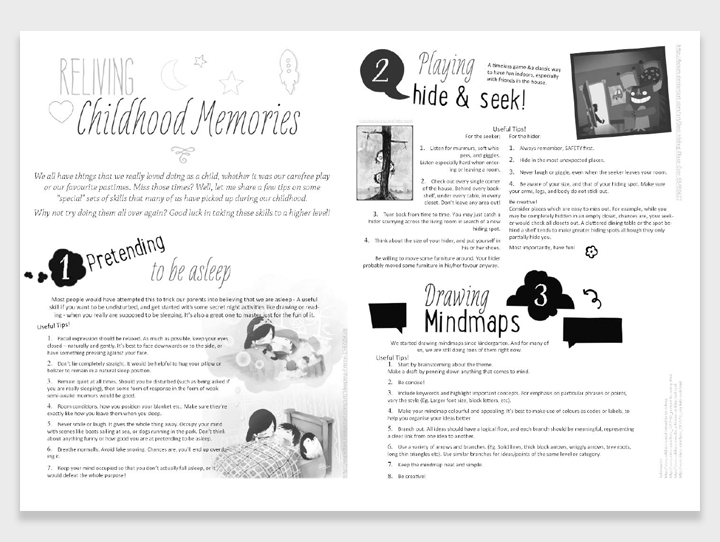 RELIVING
Childhood Memories
We all have things that we really loved doing as a child, whether it was our carefree play
or our favourite pastimes. Miss those times? Well, let me share a few tips on some
"special" sets of skills that many of us have picked up during our childhood.
Why not try doing them all over again? Good luck in taking these skills to a higher level!
1 Pretending
to be asleep
Most people would have attempted this to trick our parents into believing that we are asleep - A useful
skill if you want to be undisturbed, and get started with some secret night activities like drawing or read-
ing - when you really are supposed to be sleeping. It's also a great one to master just for the fun of it.
Useful Tips!
1. Facial expression should be relaxed. As much as possible, keep your eyes
closed - naturally and gently. It's best to face downwards or to the side, or
have something pressing against your face.
2. Don't lie completely straight. It would be helpful to hug your pillow or
bolster to remain in a natural sleep position.
3. Remain quiet at all times. Should you be disturbed (such as being asked if
you are really sleeping), then some form of response in the form of weak
some awake murmurs would be good.
4. Room conditions, how you position your blanket etc. Make sure they're
exactly like how you leave them when you sleep.
5. Never smile or laugh. It gives the whole thing away. Occupy your mind
with scenes like boats sailing at sea, or dogs running in the park. Don't think
about anything funny or how good you are at pretending to be asleep.
6. Breathe normally. Avoid fake snoring. Chances are, you'll end up over
ing it.
7. Keep your mind occupied so that you don't actually fall asleep, or it
would defeat the whole purpose!
2 Playing
hide & seek!
A timeless game & a classic way
to have fun indoors, especially
with friends in the house.
Useful Tips!
For the seeker:
1. Listen for murmurs, soft whis-
pers, and giggles.
Listen especially hard when enter-
ing or leaving a room.
2. Check out every single corner
of the house. Behind every book-
shelf, under every table, in every
closet. Don't leave any area out!
3. Turn back from time to time. You may just catch a
hider scurrying across the living room in search of a new
hiding spot.
4. Think about the size of your hider, and put yourself in
his or her shoes.
Be willing to move some furniture around. Your hider
probably moved some furniture in his/her favour anyway.
For the hider:
1. Always remember, SAFETY first.
2. Hide in the most unexpected places.
3. Never laugh or giggle, even when the seeker leaves your room.
4. Be aware of your size, and that of your hiding spot. Make sure
your arms, legs, and body do not stick out.
Be creative!
Consider places which are easy to miss out. For example, while you
may be completely hidden in an empty closet, chances are, your seek-
er would check all closets out. A cluttered dining table or the spot be-
hind a shelf tends to make greater hiding spots although they only
partially hide you.
Most importantly, have fun!
Drawing 3
Mindmaps
We started drawing mindmaps since kindergarten. And for many of
us, we are still doing tons of them right now.
Useful Tips!
1. Start by brainstorming about the theme.
Make a draft by penning down anything that comes to mind.
2. Be concise!
3. Include keywords and highlight important concepts. For emphasis on particular phrases or points,
vary the style (Eg. Larger font size, block letters, etc).
4. Make your mindmap colourful and appealing. It's best to make use of colours as codes or labels, to
help you organise your ideas better.
5. Branch out. All ideas should have a logical flow, and each branch should be meaningful, representing
a clear link from one idea to another.
6. Use a variety of arrows and branches. (Eg. Solid lines, thick block arrows, wriggly arrows, tree roots,
long thin triangles etc). Use similar branches for ideas/points of the same level or category.
7. Keep the mindmap neat and simple.
8. Be creative!